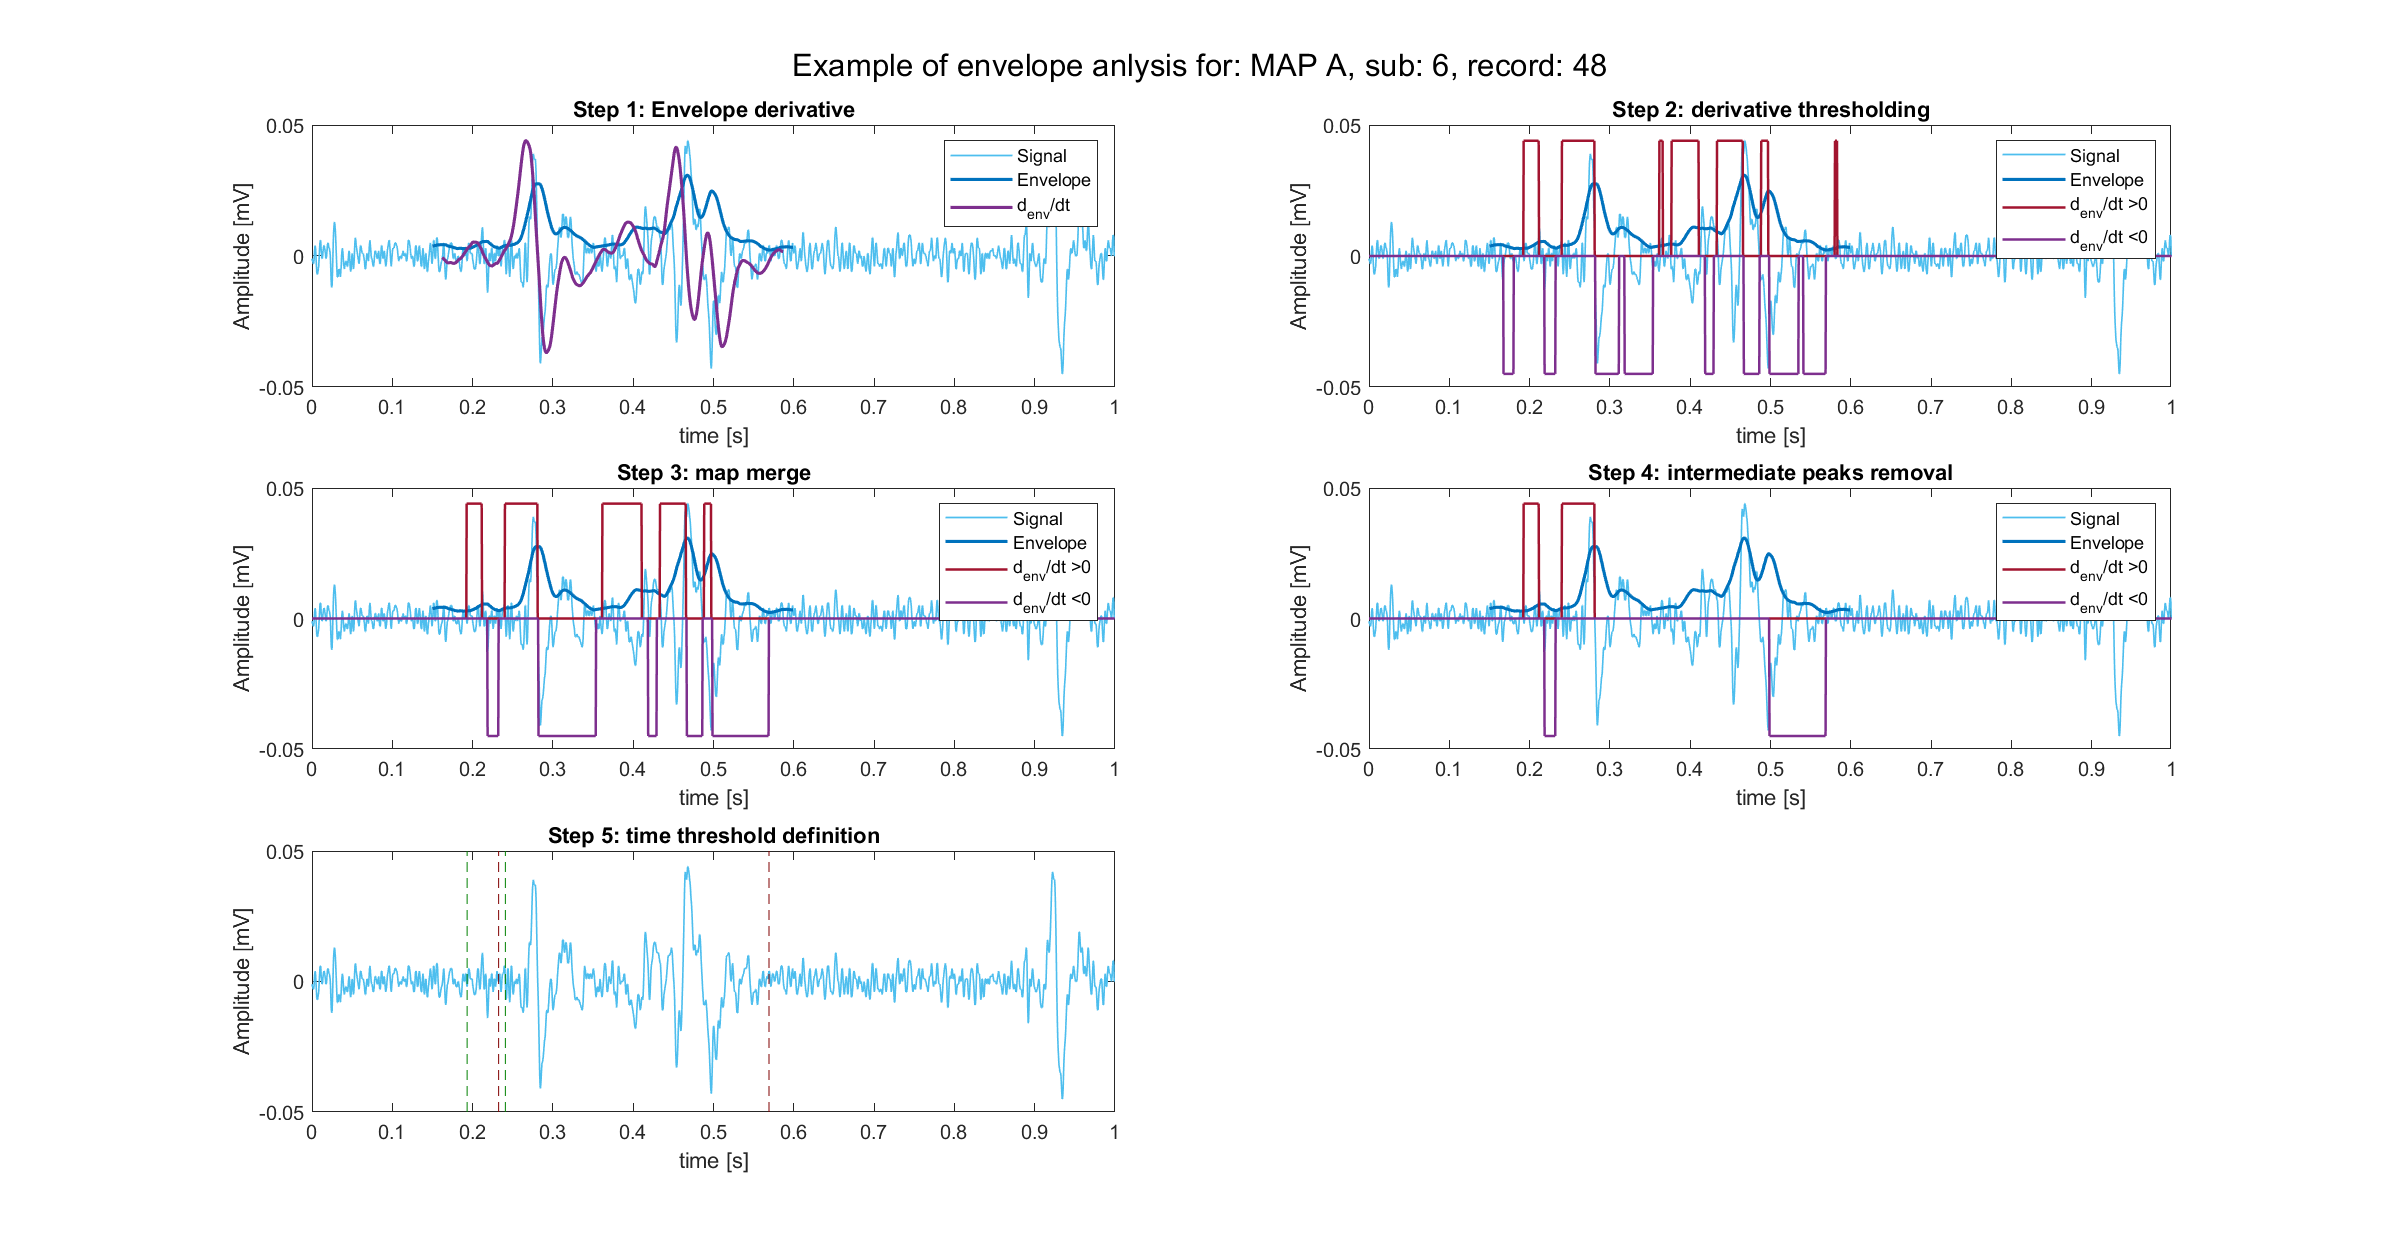 Example of envelope anlysis for: MAP A, sub: 6, record: 48
Step 1: Envelope derivative
0.05
0
-0.05
Amplitude [mV]
0 0.1 0.2 0.3 0.4 0.5 0.6 0.7 0.8 0.9 1
time [s]
Signal
Envelope
d_env/dt
Step 2: derivative thresholding
0.05
0
-0.05
Amplitude [mV]
0 0.1 0.2 0.3 0.4 0.5 0.6 0.7 0.8 0.9 1
time [s]
Signal
Envelope
d_env/dt >0
d_env/dt <0
Step 3: map merge
0.05
0
-0.05
Amplitude [mV]
0 0.1 0.2 0.3 0.4 0.5 0.6 0.7 0.8 0.9 1
time [s]
Signal
Envelope
d_env/dt >0
d_env/dt <0
Step 4: intermediate peaks removal
0.05
0
-0.05
Amplitude [mV]
0 0.1 0.2 0.3 0.4 0.5 0.6 0.7 0.8 0.9 1
time [s]
Signal
Envelope
d_env/dt >0
d_env/dt <0
Step 5: time threshold definition
0.05
0
-0.05
Amplitude [mV]
0 0.1 0.2 0.3 0.4 0.5 0.6 0.7 0.8 0.9 1
time [s]